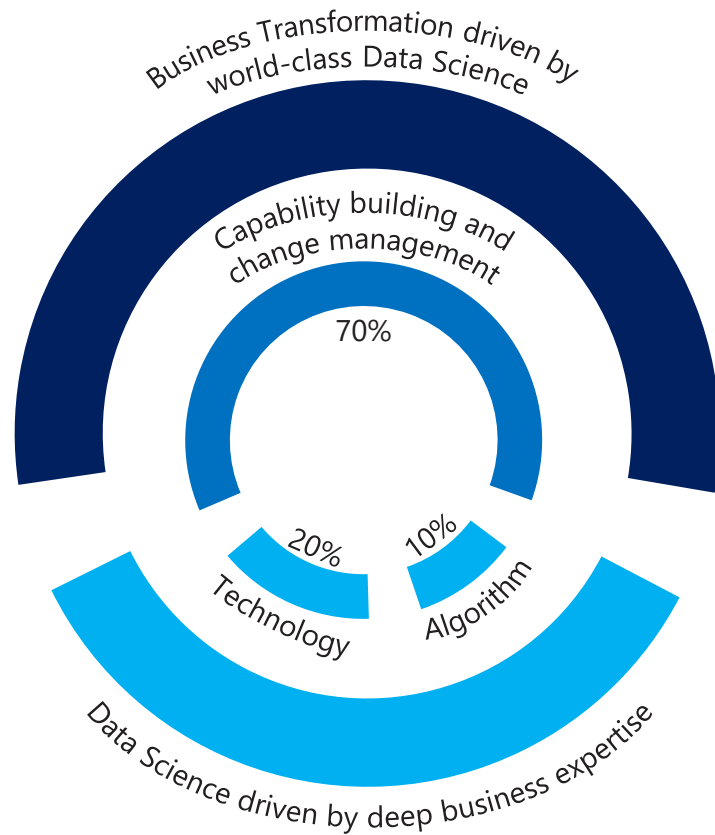 Business Transformation driven by
world-class Data Science
Capability building and
change management
70%
20%
10%
Technology
Algorithm
Data Science driven by deep business expertise